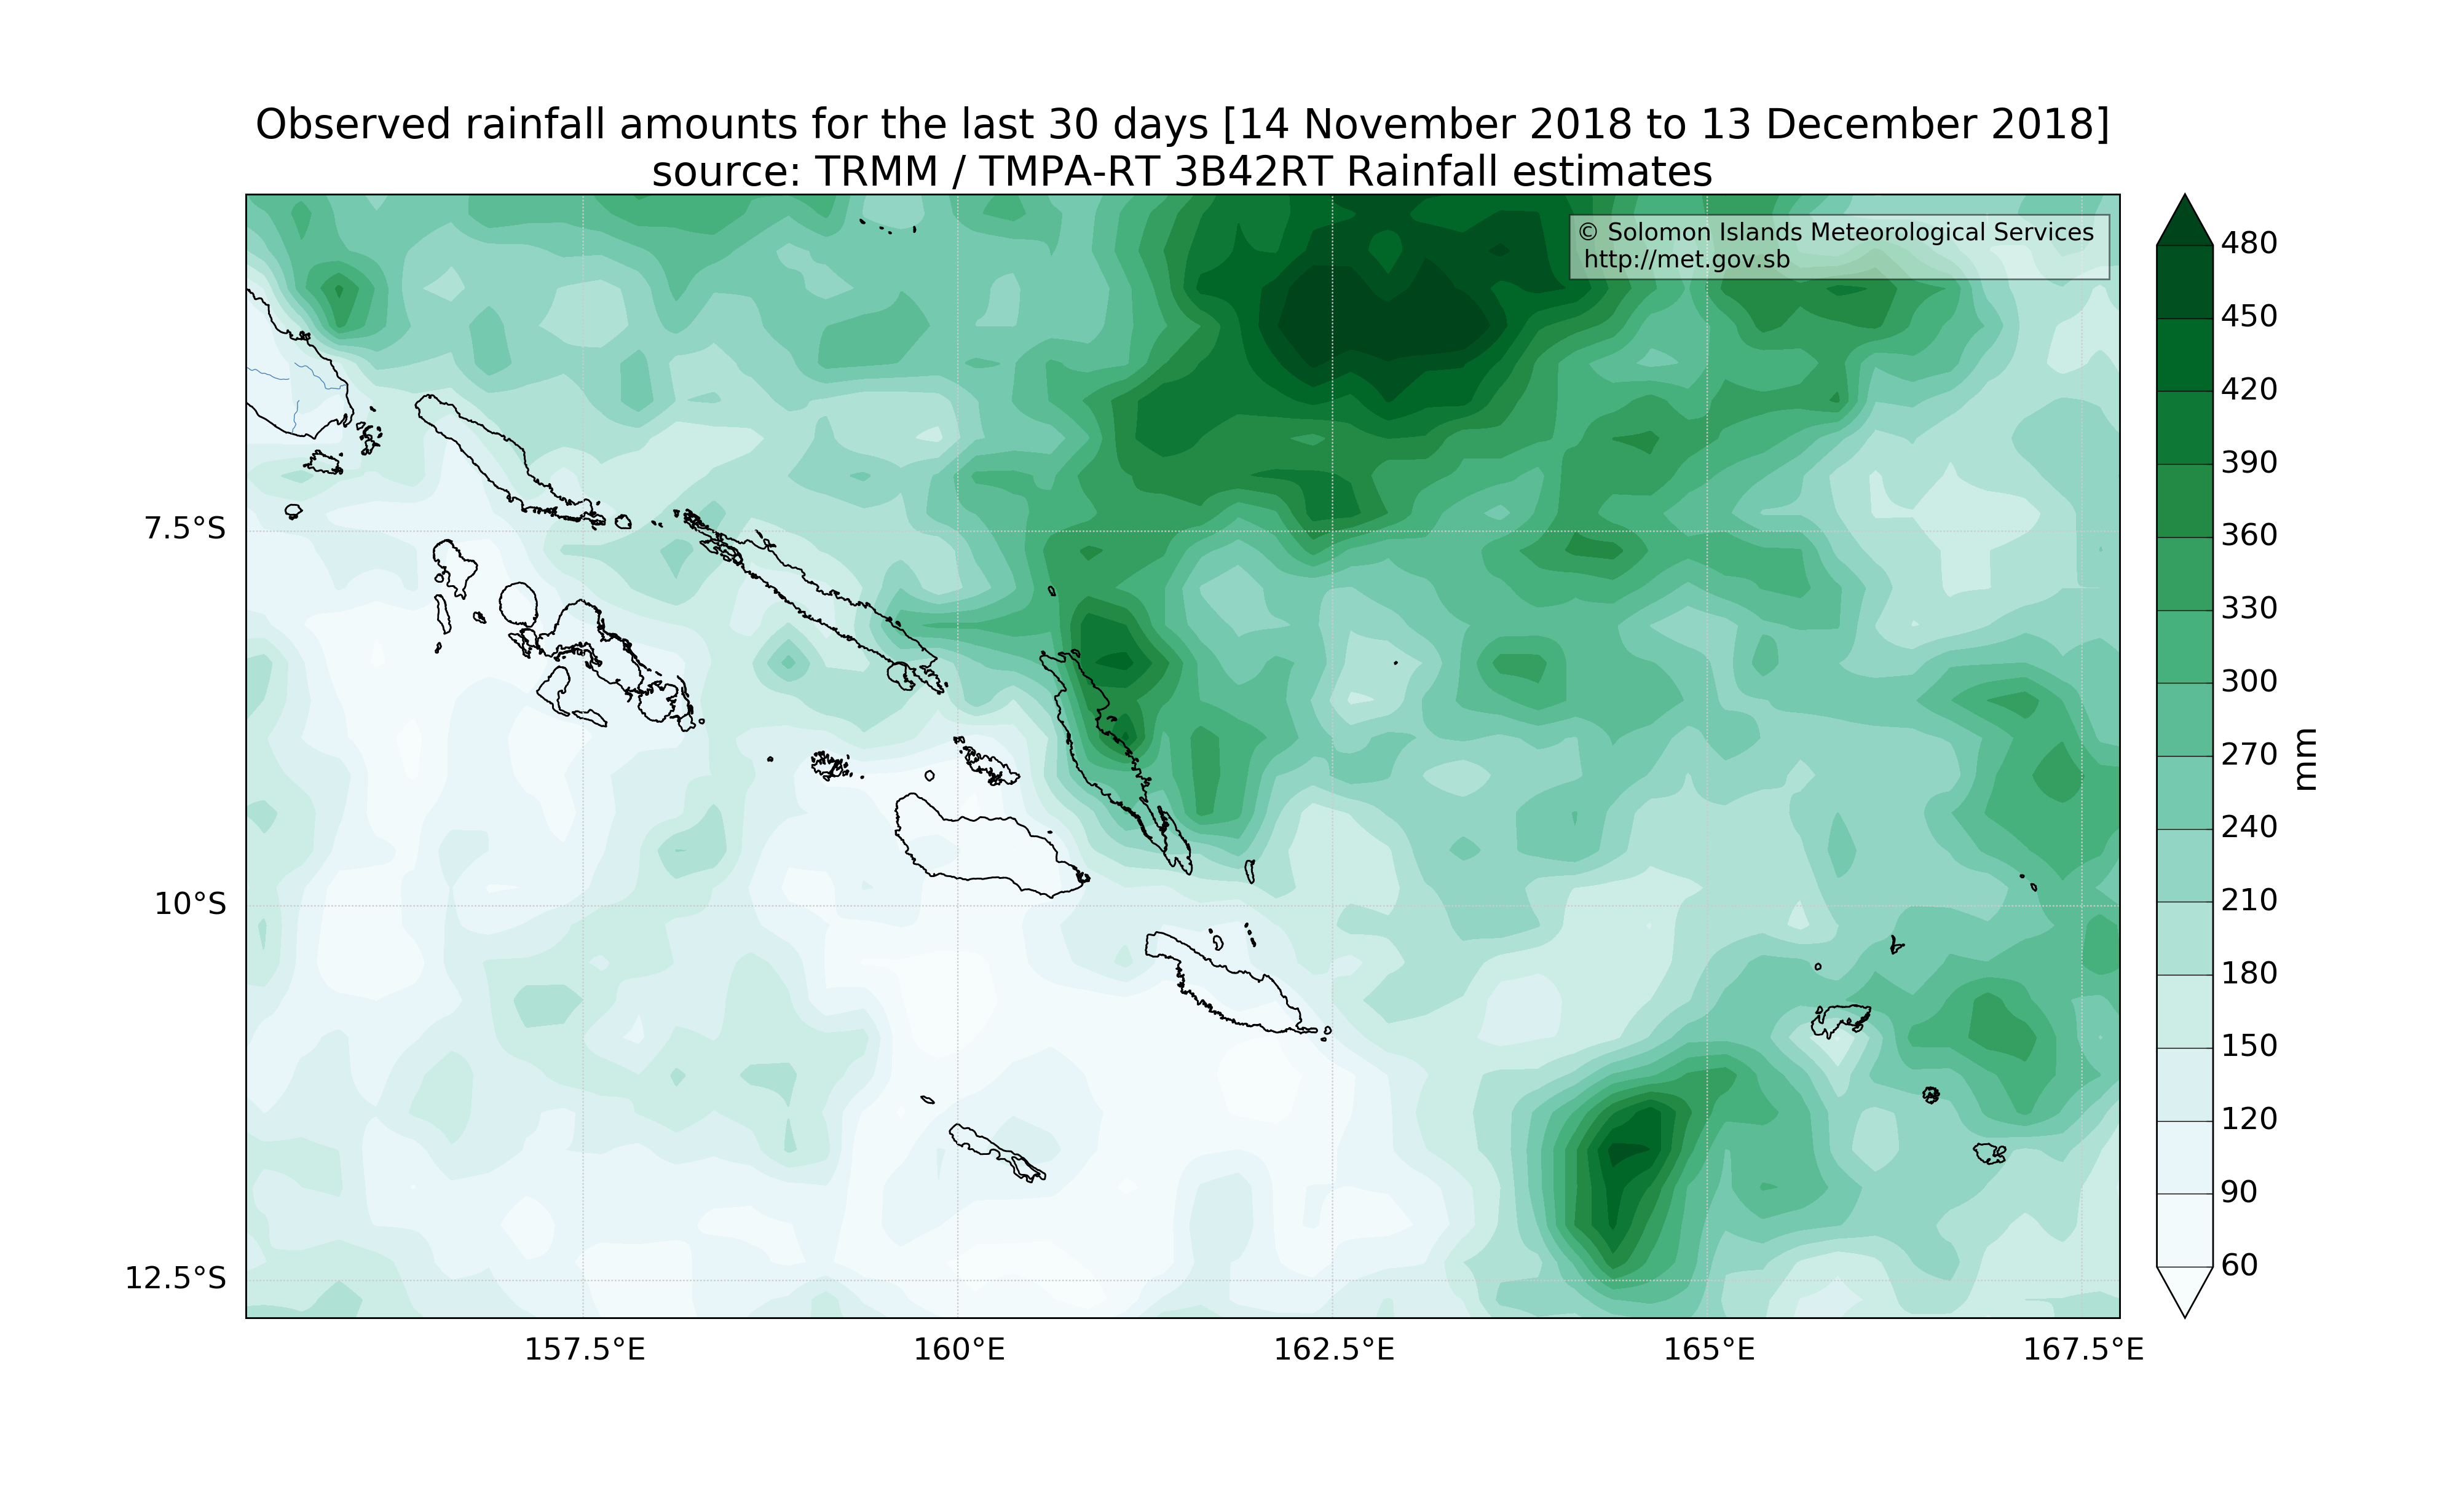 Observed rainfall amounts for the last 30 days [14 November 2018 to 13 December 2018]
source: TRMM / TMPA-RT 3B42RT Rainfall estimates
© Solomon Islands Meteorological Services
http://met.gov.sb
7.5°S
10°S
12.5°S
157.5°E
160°E
162.5°E
165°E
167.5°E
480
450
420
390
360
330
300
270
240
210
180
150
120
90
60
mm